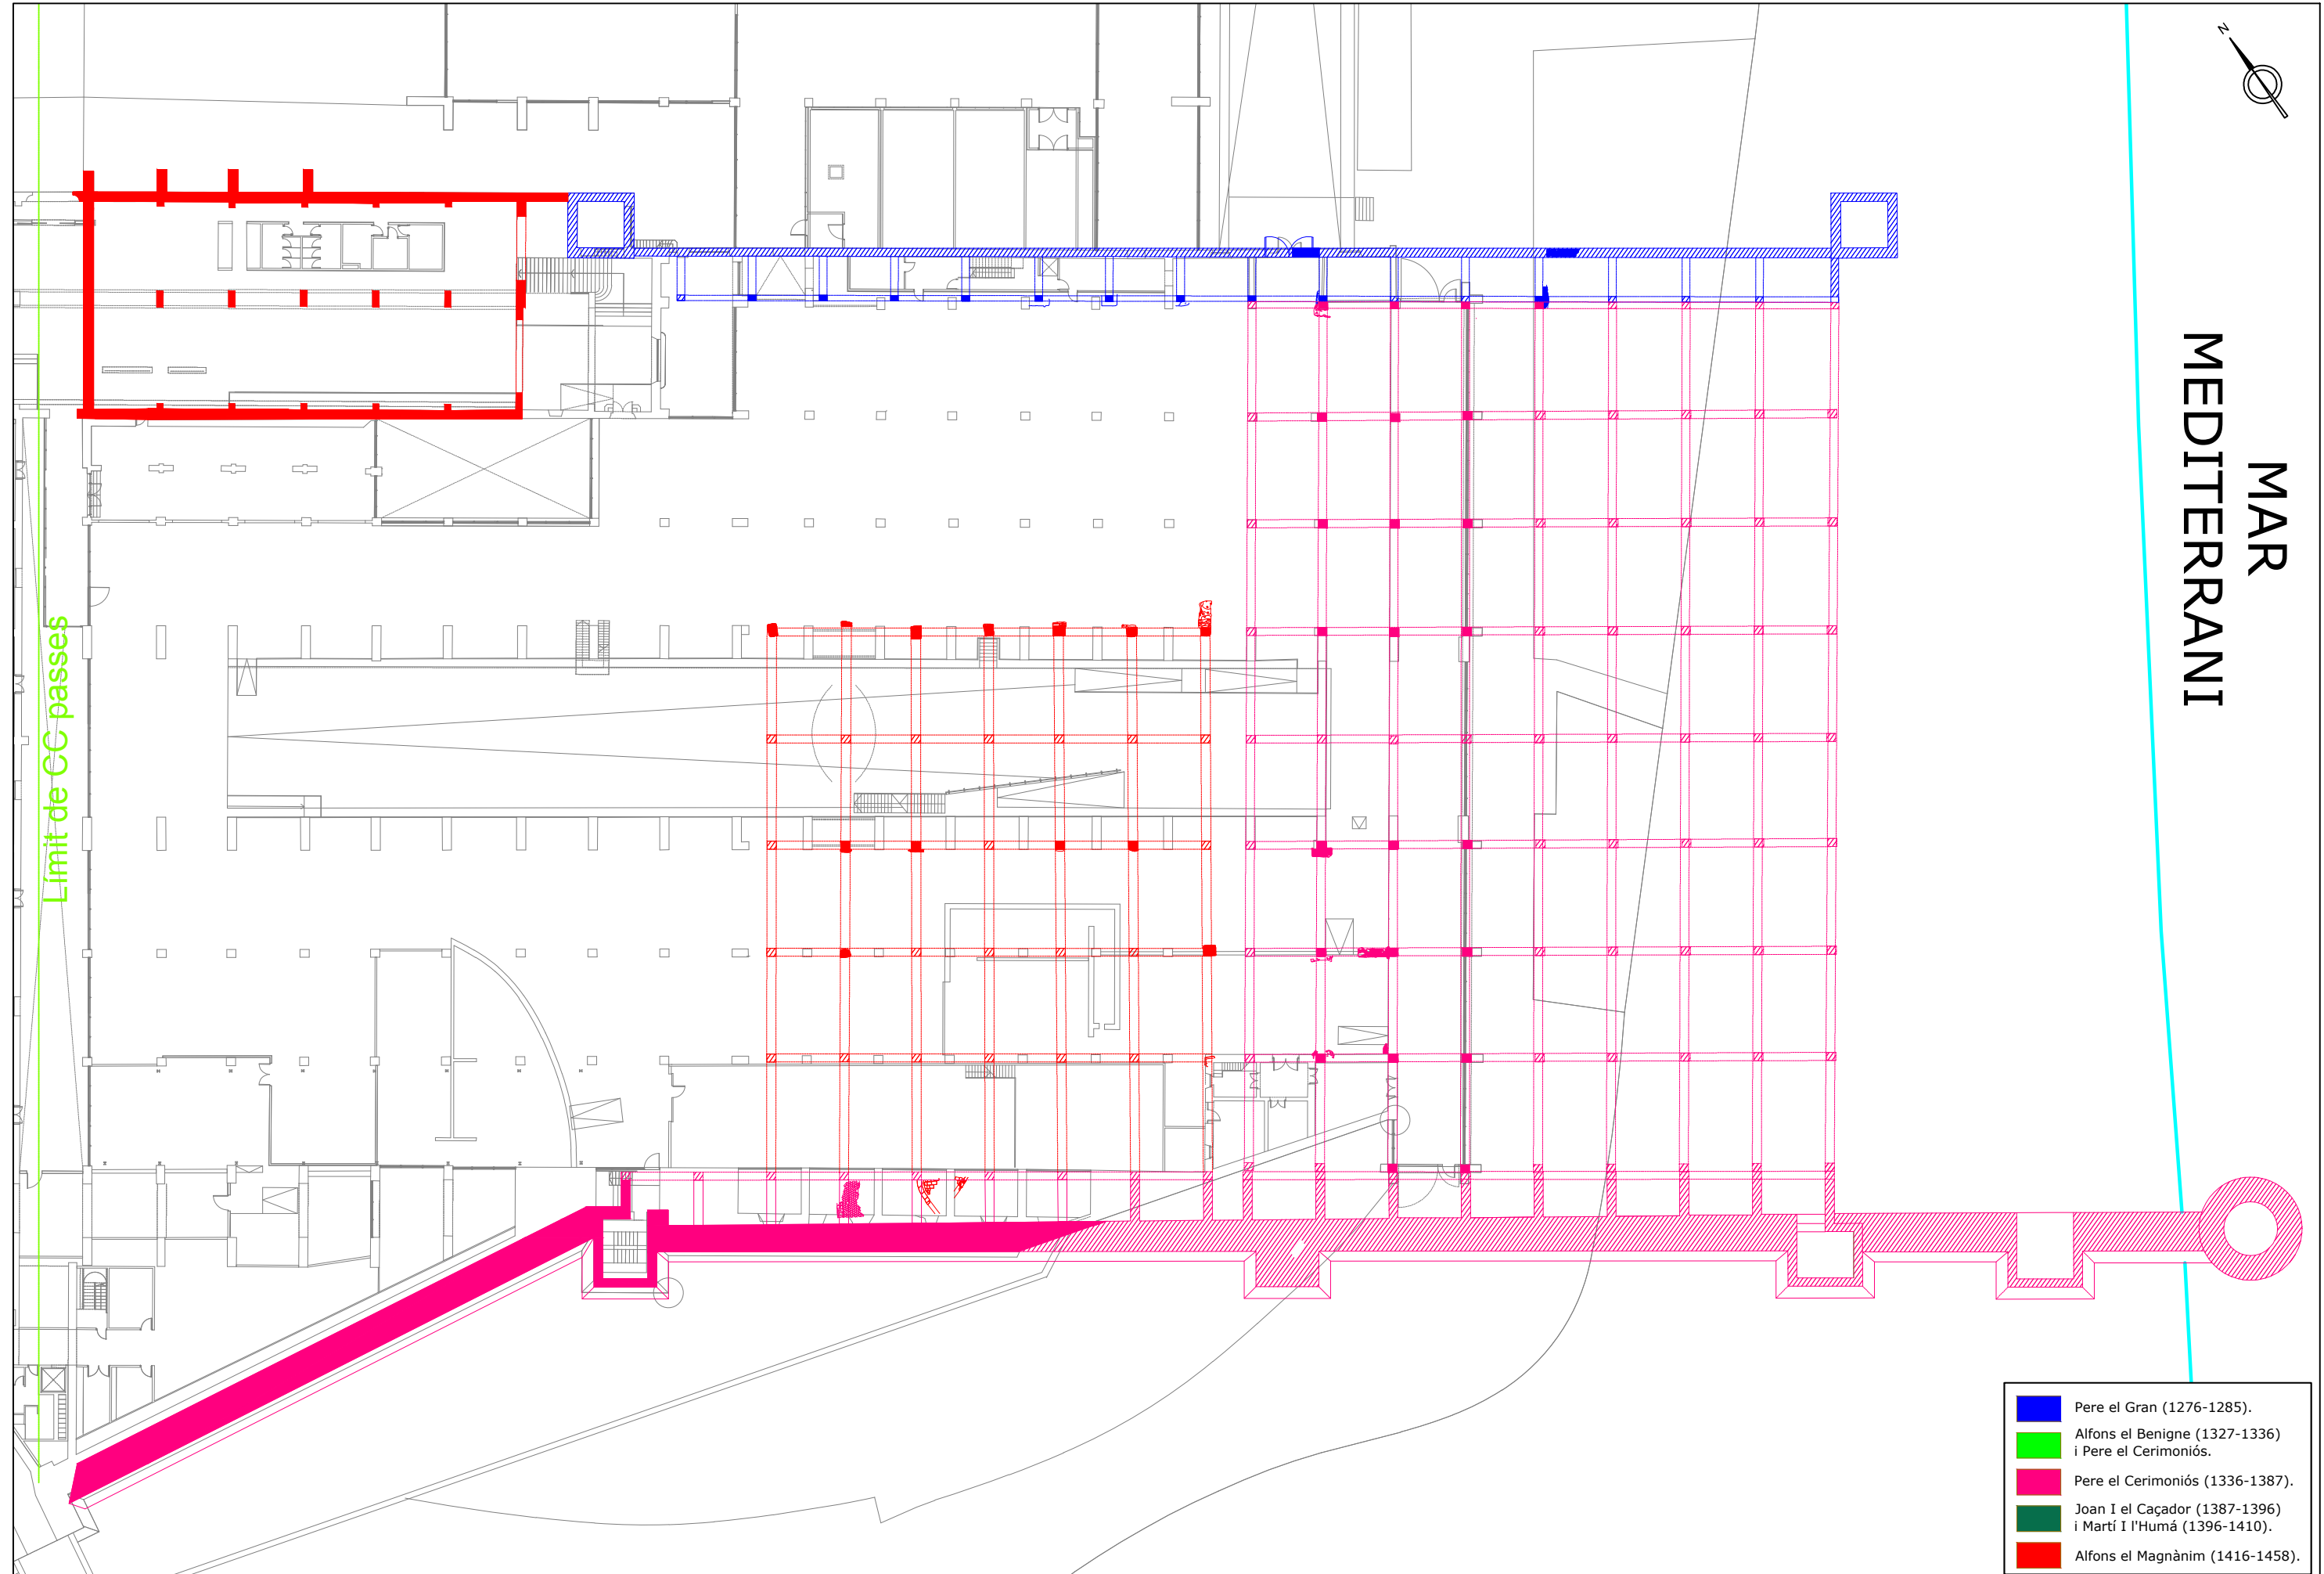 N
MAR
MEDITERRANI
Límit de CC passes
Pere el Gran (1276-1285).
Alfons el Benigne (1327-1336)
i Pere el Cerimoniós.
Pere el Cerimoniós (1336-1387).
Joan I el Caçador (1387-1396)
i Martí I l'Humá (1396-1410).
Alfons el Magnànim (1416-1458).